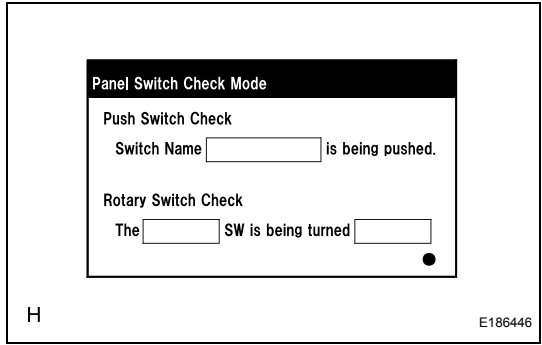 Panel Switch Check Mode
Push Switch Check
Switch Name is being pushed.
Rotary Switch Check
The SW is being turned
H
E186446